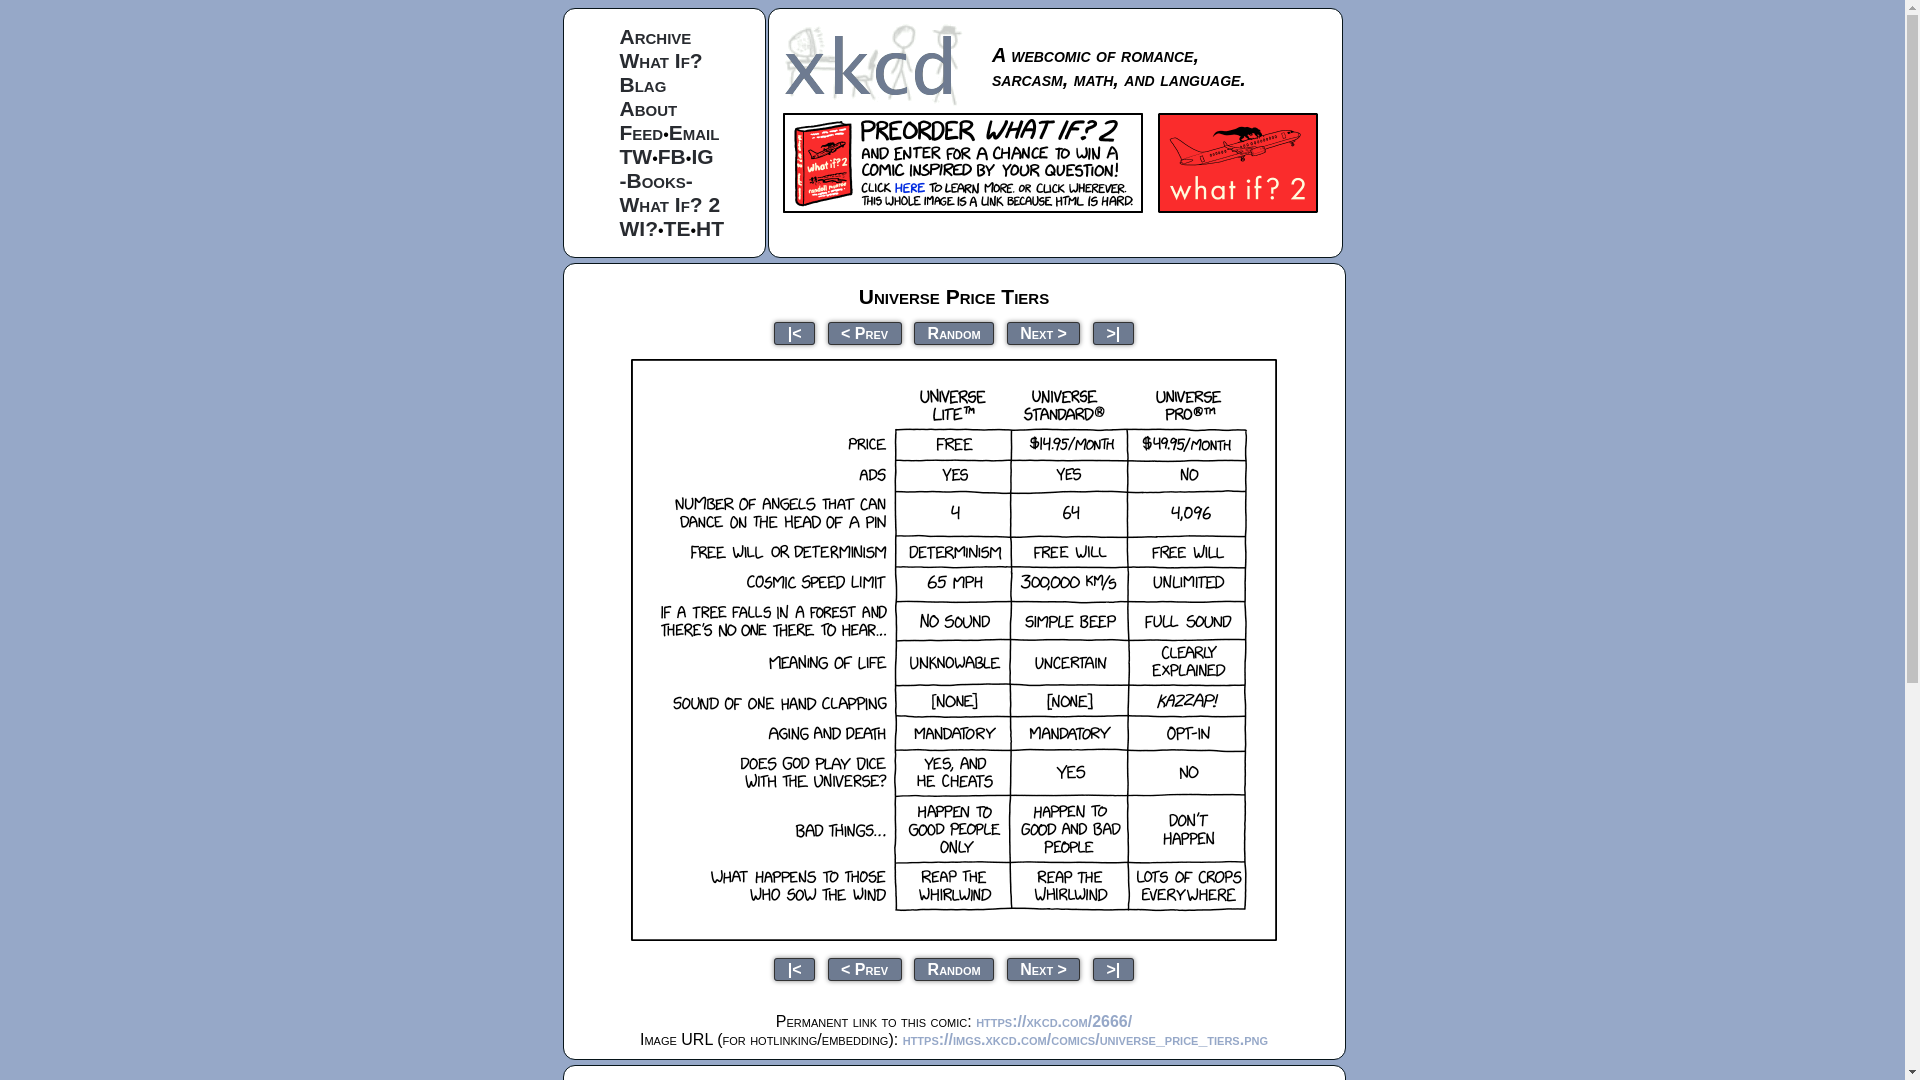 Archive
What If?
Blag
About
Feed•Email
TW•FB•IG
-Books-
What If? 2
WI?•TE•HT
xkcd
A webcomic of romance,
sarcasm, math, and language.
PREORDER WHAT IF? 2
AND ENTER FOR A CHANCE TO WIN A
COMIC INSPIRED BY YOUR QUESTION!
CLICK HERE TO LEARN MORE. OR CLICK WHEREVER.
THIS WHOLE IMAGE IS A LINK BECAUSE HTML IS HARD.
what if? 2
what if? 2
Universe Price Tiers
|< < Prev Random Next > >|
UNIVERSE LITE™ UNIVERSE STANDARD® UNIVERSE PRO®™
PRICE FREE $14.95/MONTH $49.95/MONTH
ADS YES YES NO
NUMBER OF ANGELS THAT CAN
DANCE ON THE HEAD OF A PIN 4 64 4,096
FREE WILL OR DETERMINISM DETERMINISM FREE WILL FREE WILL
COSMIC SPEED LIMIT 65 MPH 300,000 KM/S UNLIMITED
IF A TREE FALLS IN A FOREST AND
THERE'S NO ONE THERE TO HEAR... NO SOUND SIMPLE BEEP FULL SOUND
MEANING OF LIFE UNKNOWABLE UNCERTAIN CLEARLY EXPLAINED
SOUND OF ONE HAND CLAPPING [NONE] [NONE] KAZZAP!
AGING AND DEATH MANDATORY MANDATORY OPT-IN
DOES GOD PLAY DICE
WITH THE UNIVERSE? YES, AND HE CHEATS YES NO
BAD THINGS... HAPPEN TO GOOD PEOPLE ONLY HAPPEN TO GOOD AND BAD PEOPLE DON'T HAPPEN
WHAT HAPPENS TO THOSE
WHO SOW THE WIND REAP THE WHIRLWIND REAP THE WHIRLWIND LOTS OF CROPS EVERYWHERE
|< < Prev Random Next > >|
Permanent link to this comic: https://xkcd.com/2666/
Image URL (for hotlinking/embedding): https://imgs.xkcd.com/comics/universe_price_tiers.png